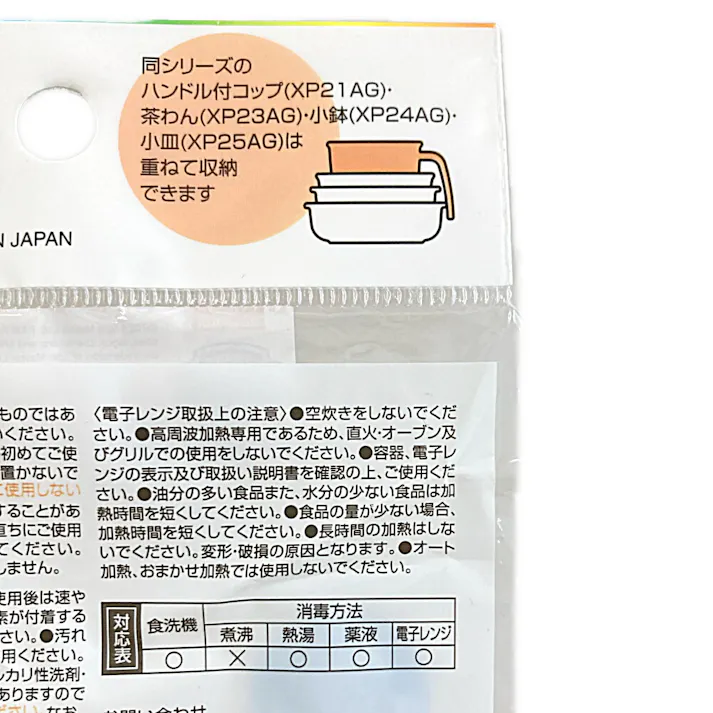 同シリーズの
ハンドル付コップ(XP21AG)・
茶わん(XP23AG)・小鉢(XP24AG)・
小皿(XP25AG)は
重ねて収納
できます
N JAPAN
ものではあ
いください。
初めてご使
置かないで
ご使用しない
することがあ
直ちにご使用
てください。
しません。
使用後は速や
素が付着する
さい。●汚れ
用ください。
ルカリ性洗剤・
ありますので
ださい。なお、
〈電子レンジ取扱上の注意〉●空炊きをしないでくだ
さい。●高周波加熱専用であるため、直火・オーブン及
びグリルでの使用をしないでください。●容器、電子レ
ンジの表示及び取扱い説明書を確認の上、ご使用くだ
さい。●油分の多い食品また、水分の少ない食品は加
熱時間を短くしてください。●食品の量が少ない場合、
加熱時間を短くしてください。●長時間の加熱はしな
いでください。変形・破損の原因となります。●オート
加熱、おまかせ加熱では使用しないでください。
対応表 食洗機 消毒方法
煮沸 熱湯 薬液 電子レンジ
○ × ○ ○ ○
お問い合わせ